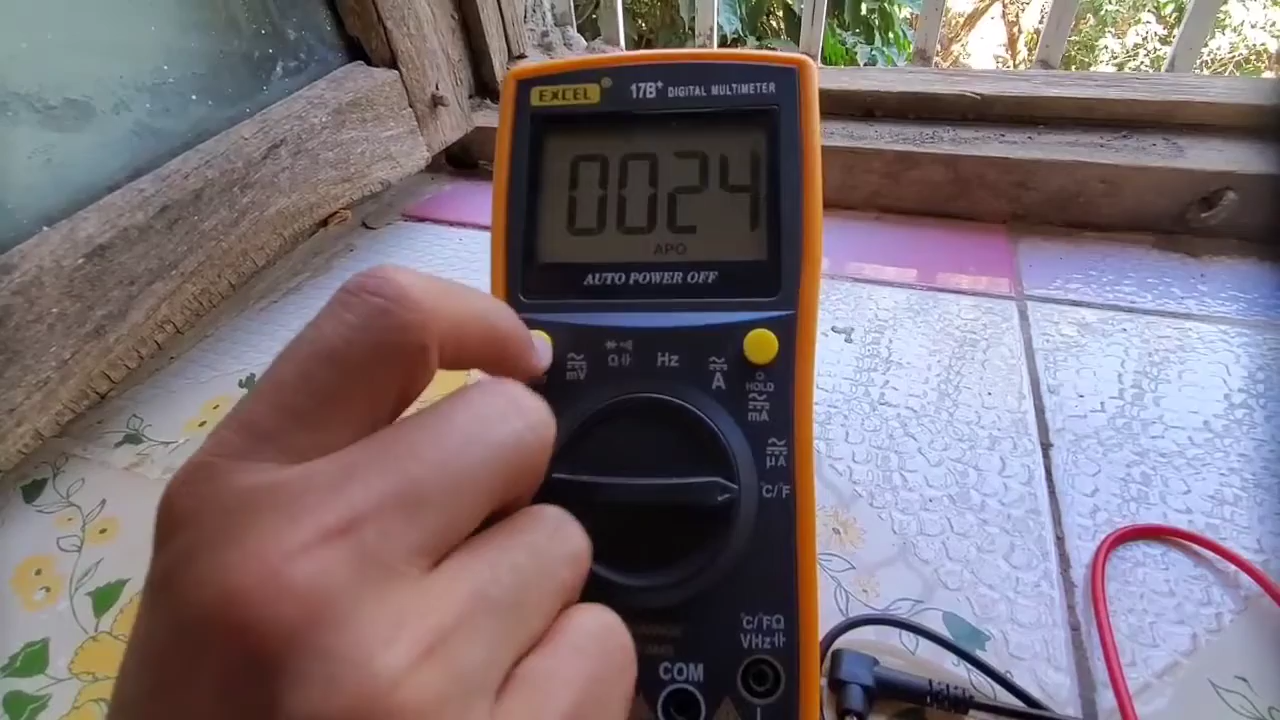 EXCEL 17B+ DIGITAL MULTIMETER
0024
APO
AUTO POWER OFF
mV Ω Hz A
HOLD
mA
μA
°C/°F
°C/°FΩ
VHz
COM